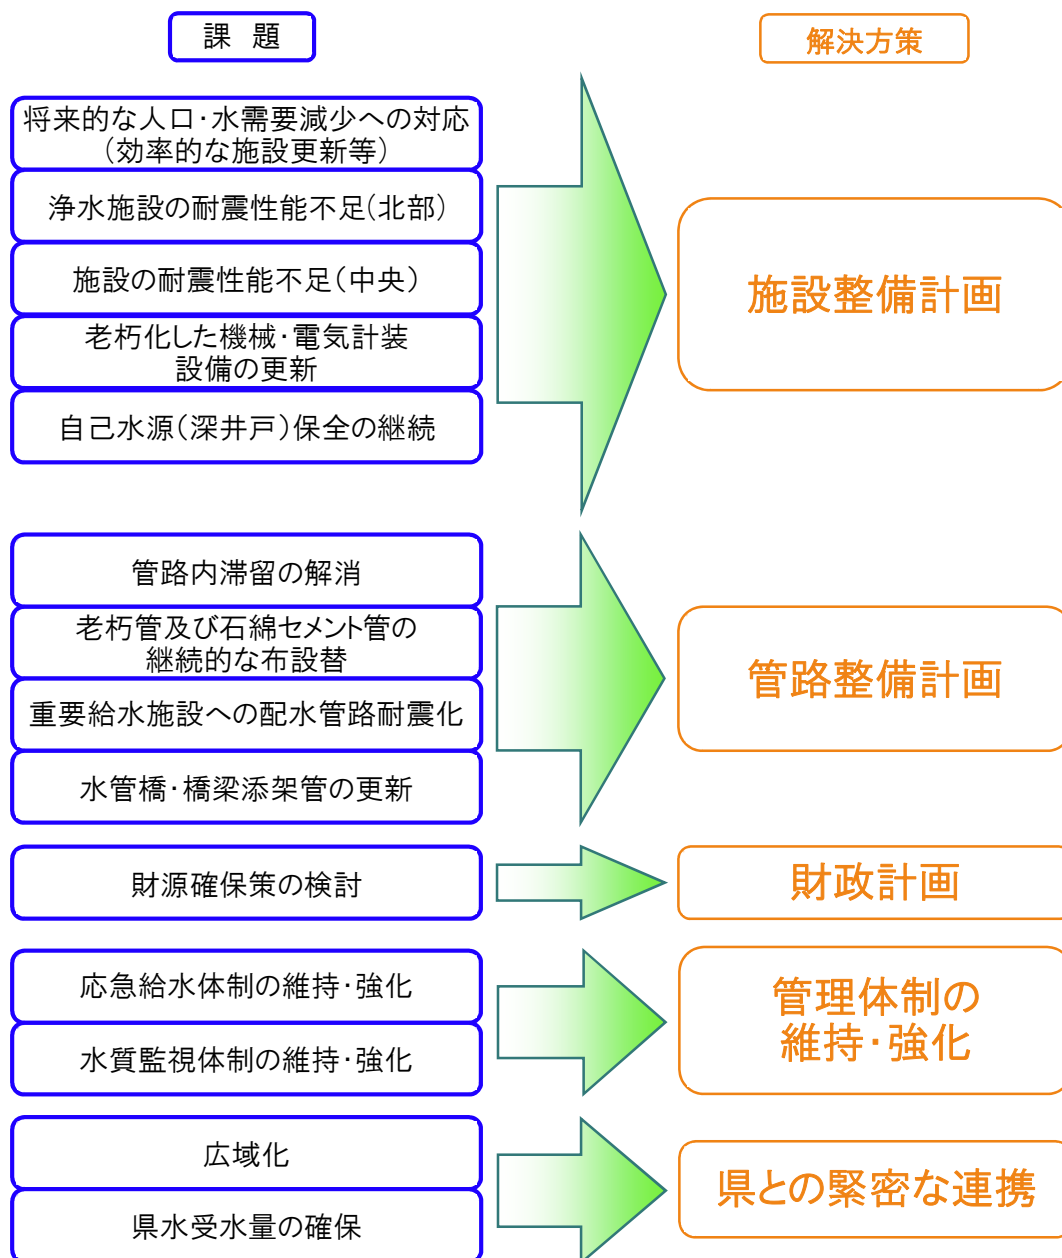 課 題
解決方策
将来的な人口・水需要減少への対応
（効率的な施設更新等）
浄水施設の耐震性能不足(北部)
施設の耐震性能不足（中央）
老朽化した機械・電気計装
設備の更新
自己水源（深井戸）保全の継続
施設整備計画
管路内滞留の解消
老朽管及び石綿セメント管の
継続的な布設替
重要給水施設への配水管路耐震化
水管橋・橋梁添架管の更新
管路整備計画
財源確保策の検討
財政計画
応急給水体制の維持・強化
水質監視体制の維持・強化
管理体制の
維持・強化
広域化
県水受水量の確保
県との緊密な連携